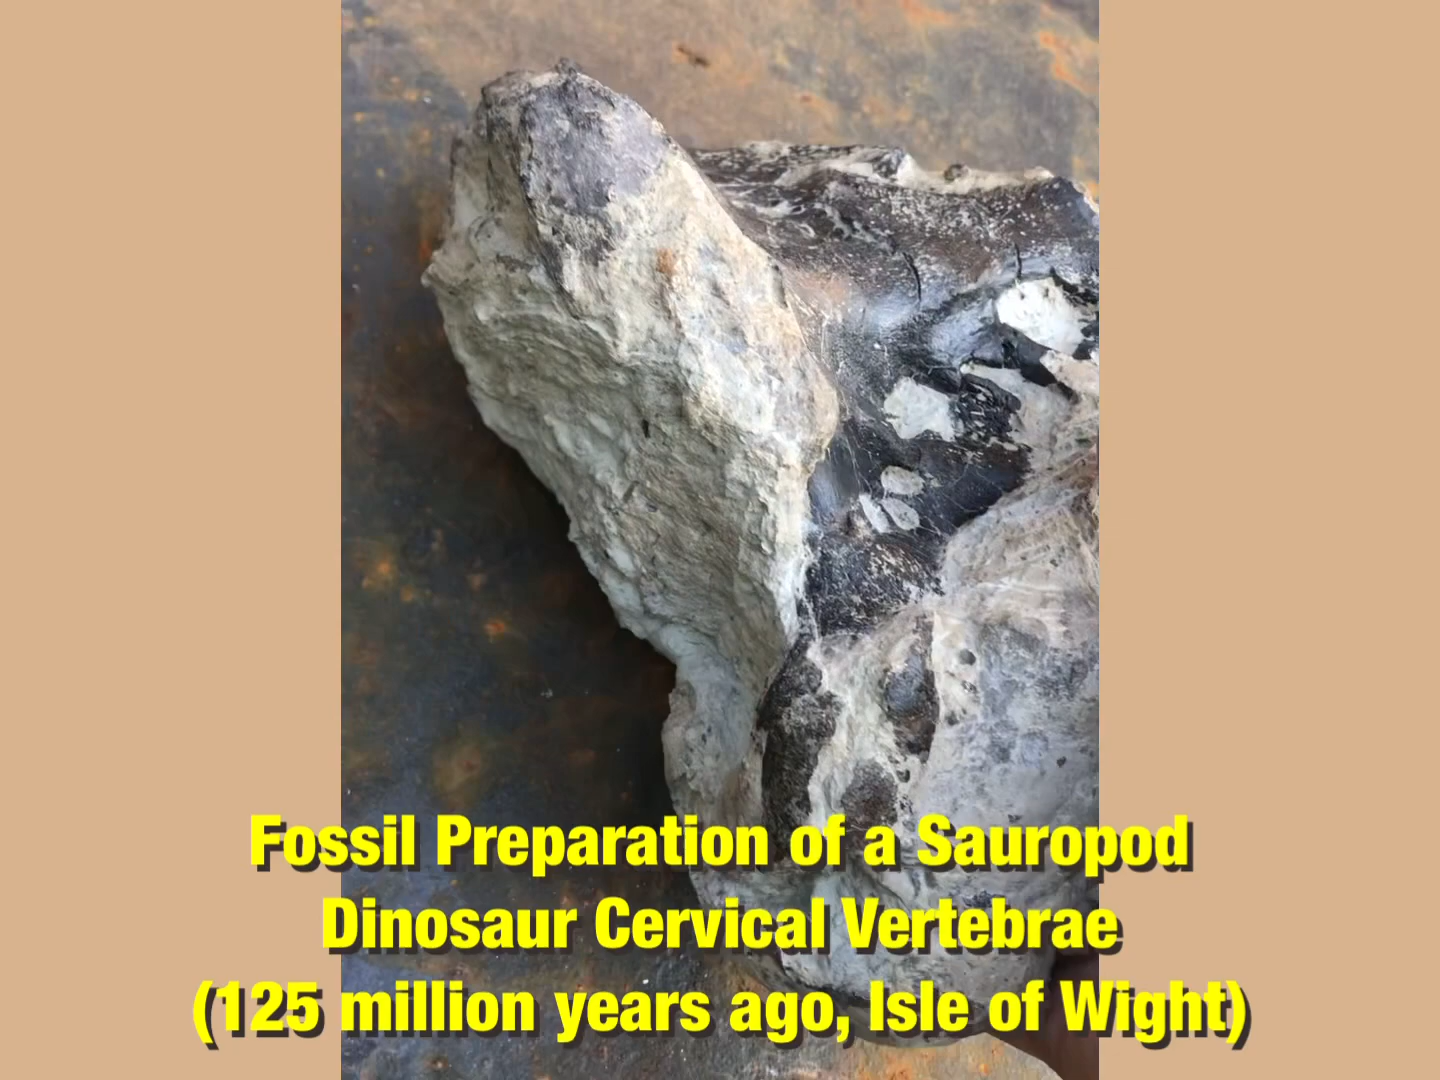 Fossil Preparation of a Sauropod
Dinosaur Cervical Vertebrae
(125 million years ago, Isle of Wight)